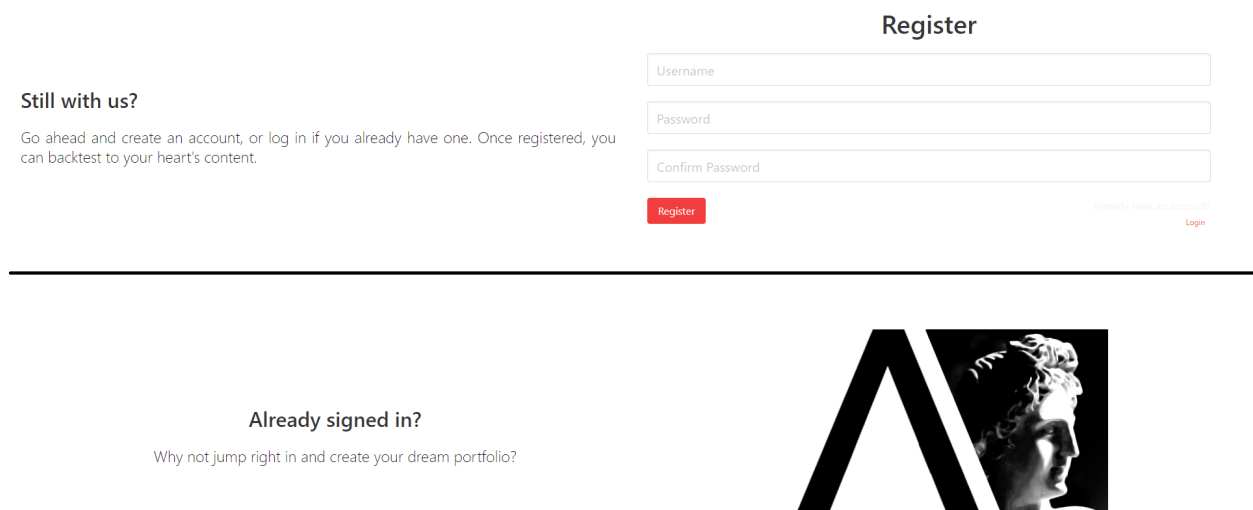 Register
Username
Still with us?
Password
Go ahead and create an account, or log in if you already have one. Once registered, you
can backtest to your heart's content.
Confirm Password
Register
Already have an account?
Login
Already signed in?
Why not jump right in and create your dream portfolio?